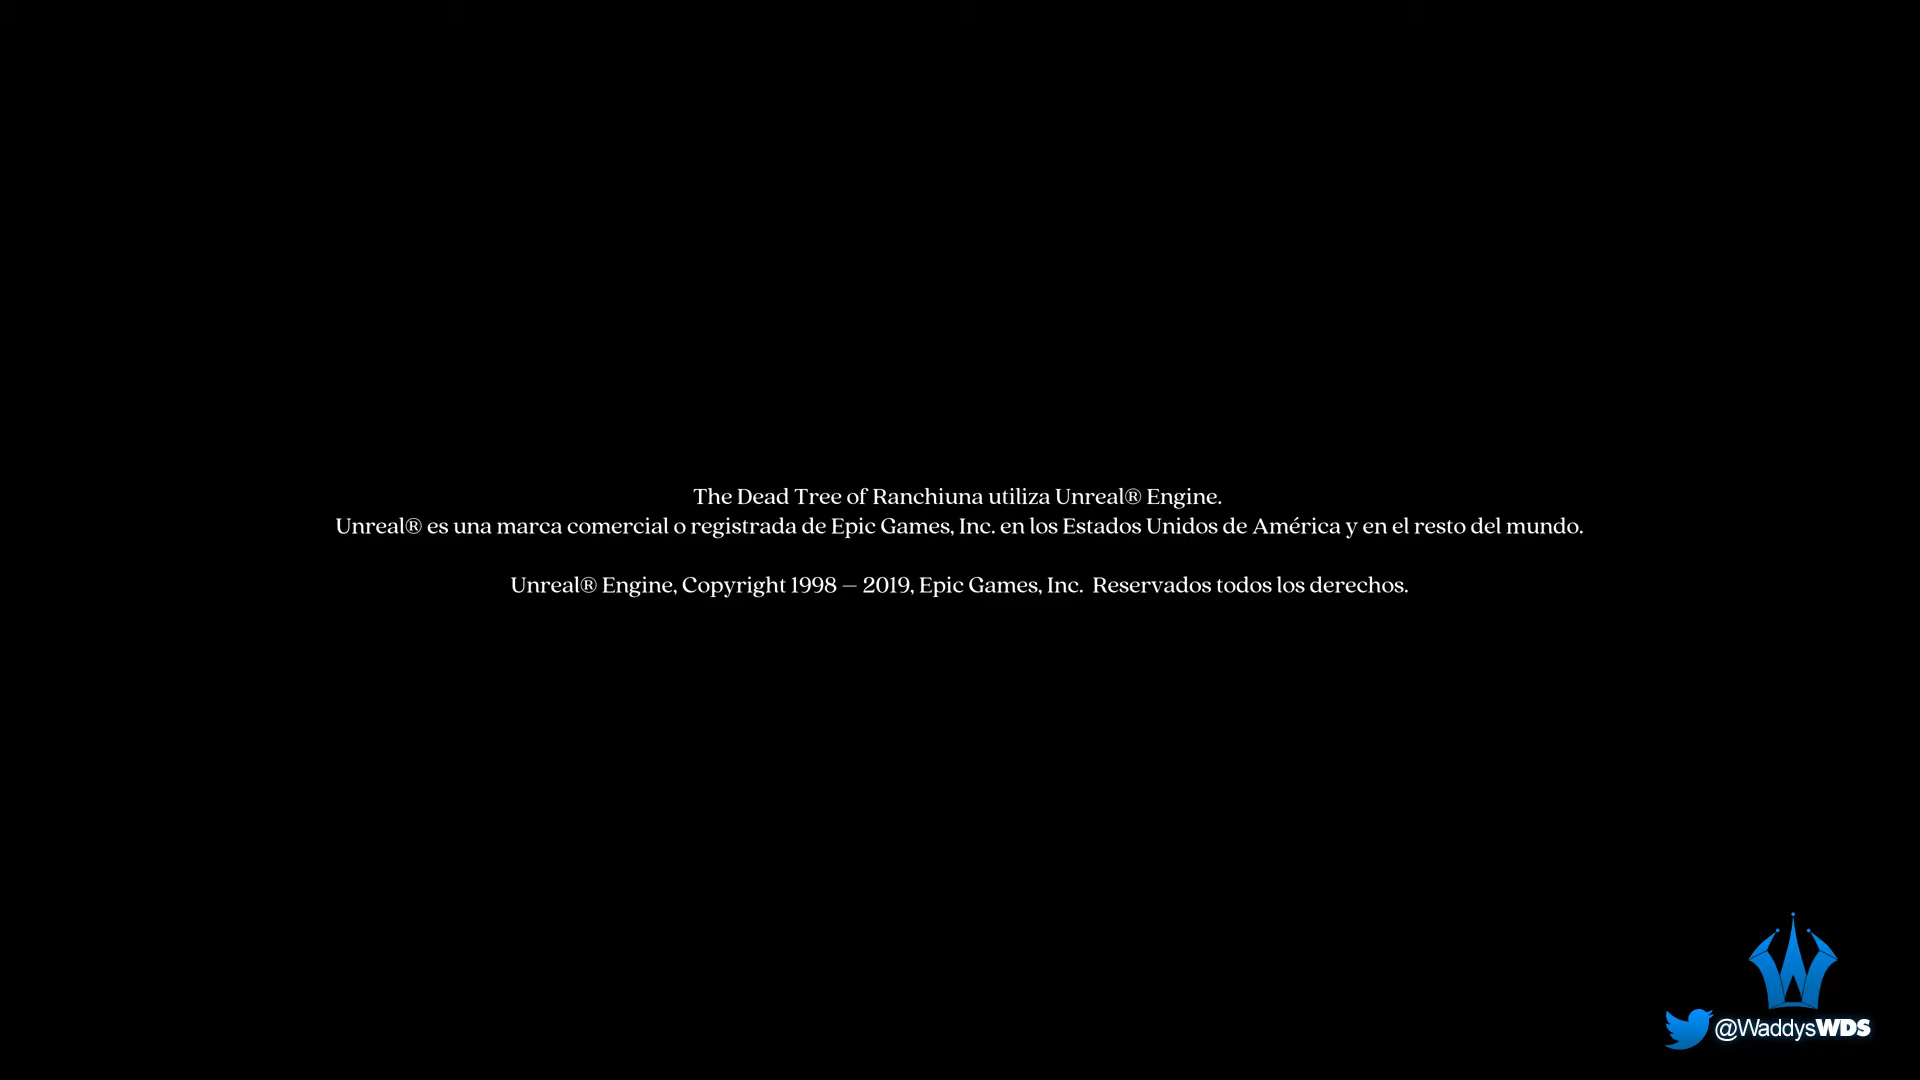 The Dead Tree of Ranchiuna utiliza Unreal® Engine.
Unreal® es una marca comercial o registrada de Epic Games, Inc. en los Estados Unidos de América y en el resto del mundo.
Unreal® Engine, Copyright 1998 – 2019, Epic Games, Inc.  Reservados todos los derechos.
@WaddysWDS